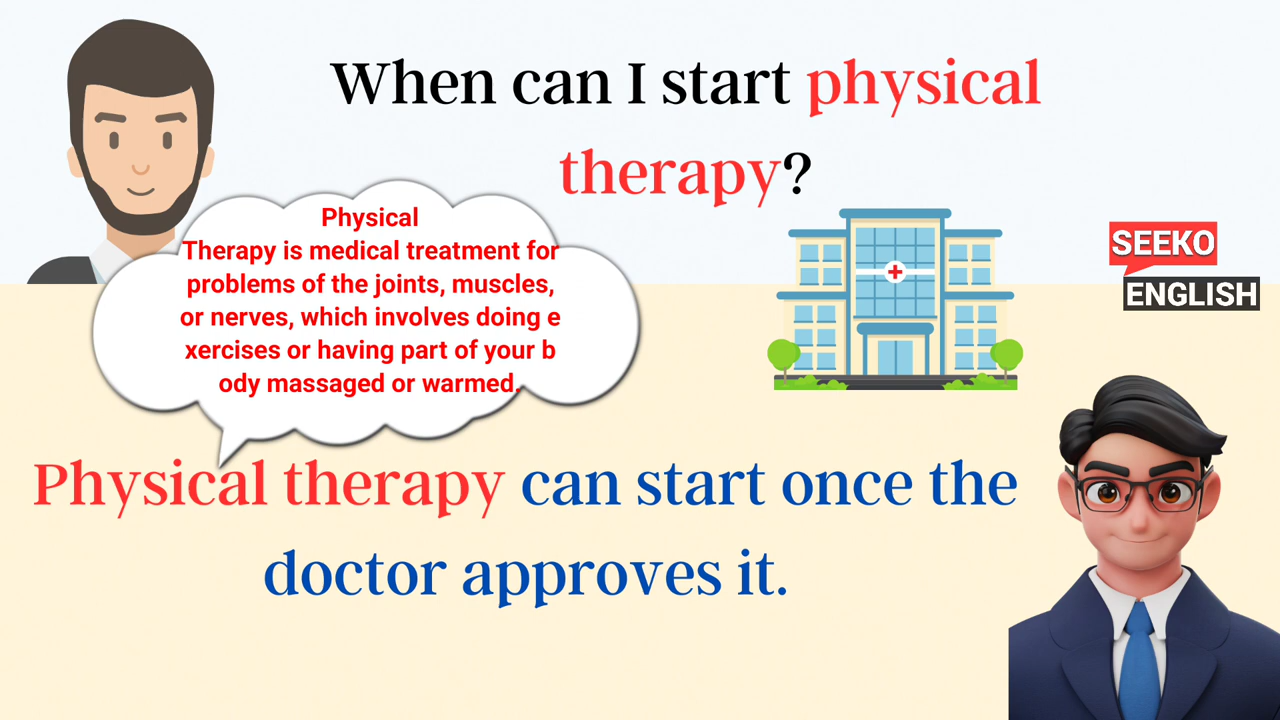 When can I start physical
therapy?
Physical
Therapy is medical treatment for
problems of the joints, muscles,
or nerves, which involves doing e
xercises or having part of your b
ody massaged or warmed.
SEEKO
ENGLISH
Physical therapy can start once the
doctor approves it.